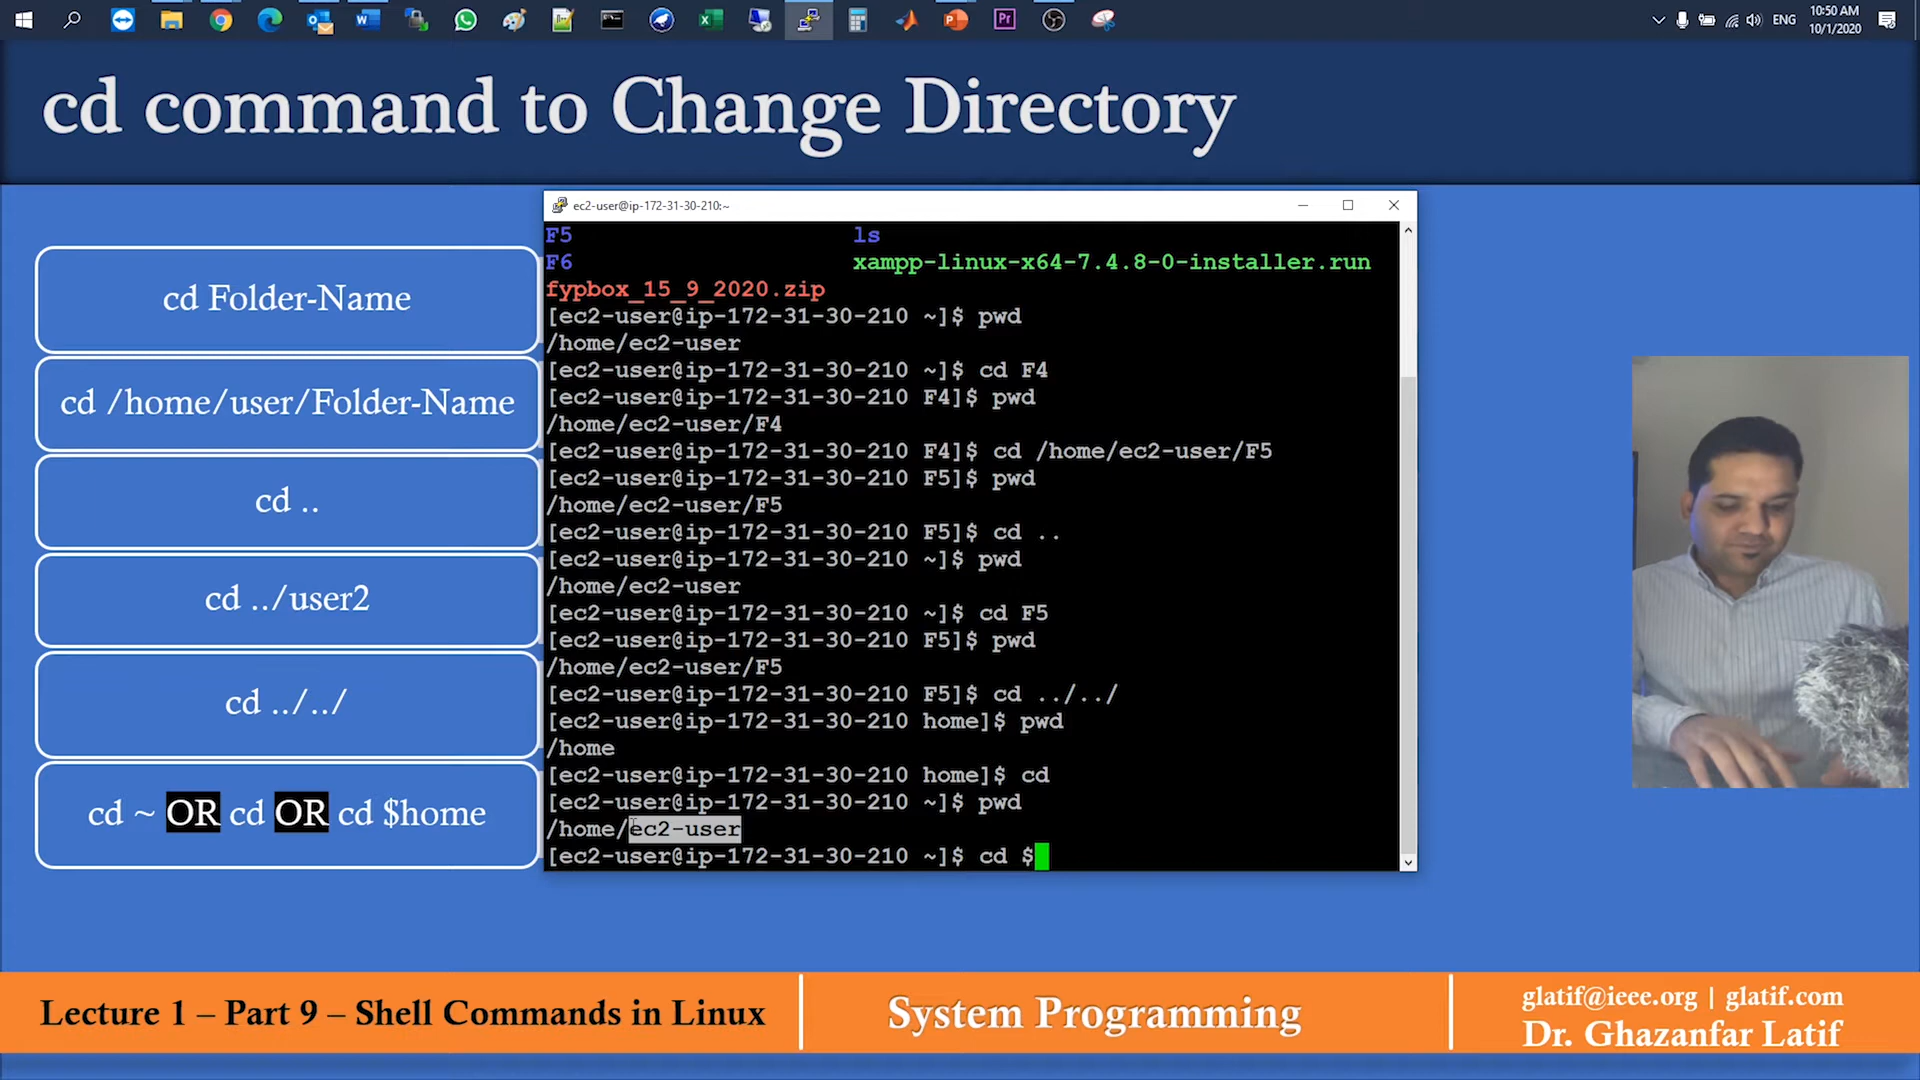 10:50 AM
ENG
10/1/2020
cd command to Change Directory
cd Folder-Name
cd /home/user/Folder-Name
cd ..
cd ../user2
cd ../../
cd ~ OR cd OR cd $home
ec2-user@ip-172-31-30-210:~
F5 ls
F6 xampp-linux-x64-7.4.8-0-installer.run
fypbox_15_9_2020.zip
[ec2-user@ip-172-31-30-210 ~]$ pwd
/home/ec2-user
[ec2-user@ip-172-31-30-210 ~]$ cd F4
[ec2-user@ip-172-31-30-210 F4]$ pwd
/home/ec2-user/F4
[ec2-user@ip-172-31-30-210 F4]$ cd /home/ec2-user/F5
[ec2-user@ip-172-31-30-210 F5]$ pwd
/home/ec2-user/F5
[ec2-user@ip-172-31-30-210 F5]$ cd ..
[ec2-user@ip-172-31-30-210 ~]$ pwd
/home/ec2-user
[ec2-user@ip-172-31-30-210 ~]$ cd F5
[ec2-user@ip-172-31-30-210 F5]$ pwd
/home/ec2-user/F5
[ec2-user@ip-172-31-30-210 F5]$ cd ../../
[ec2-user@ip-172-31-30-210 home]$ pwd
/home
[ec2-user@ip-172-31-30-210 home]$ cd
[ec2-user@ip-172-31-30-210 ~]$ pwd
/home/ec2-user
[ec2-user@ip-172-31-30-210 ~]$ cd $
Lecture 1 – Part 9 – Shell Commands in Linux
System Programming
glatif@ieee.org | glatif.com
Dr. Ghazanfar Latif